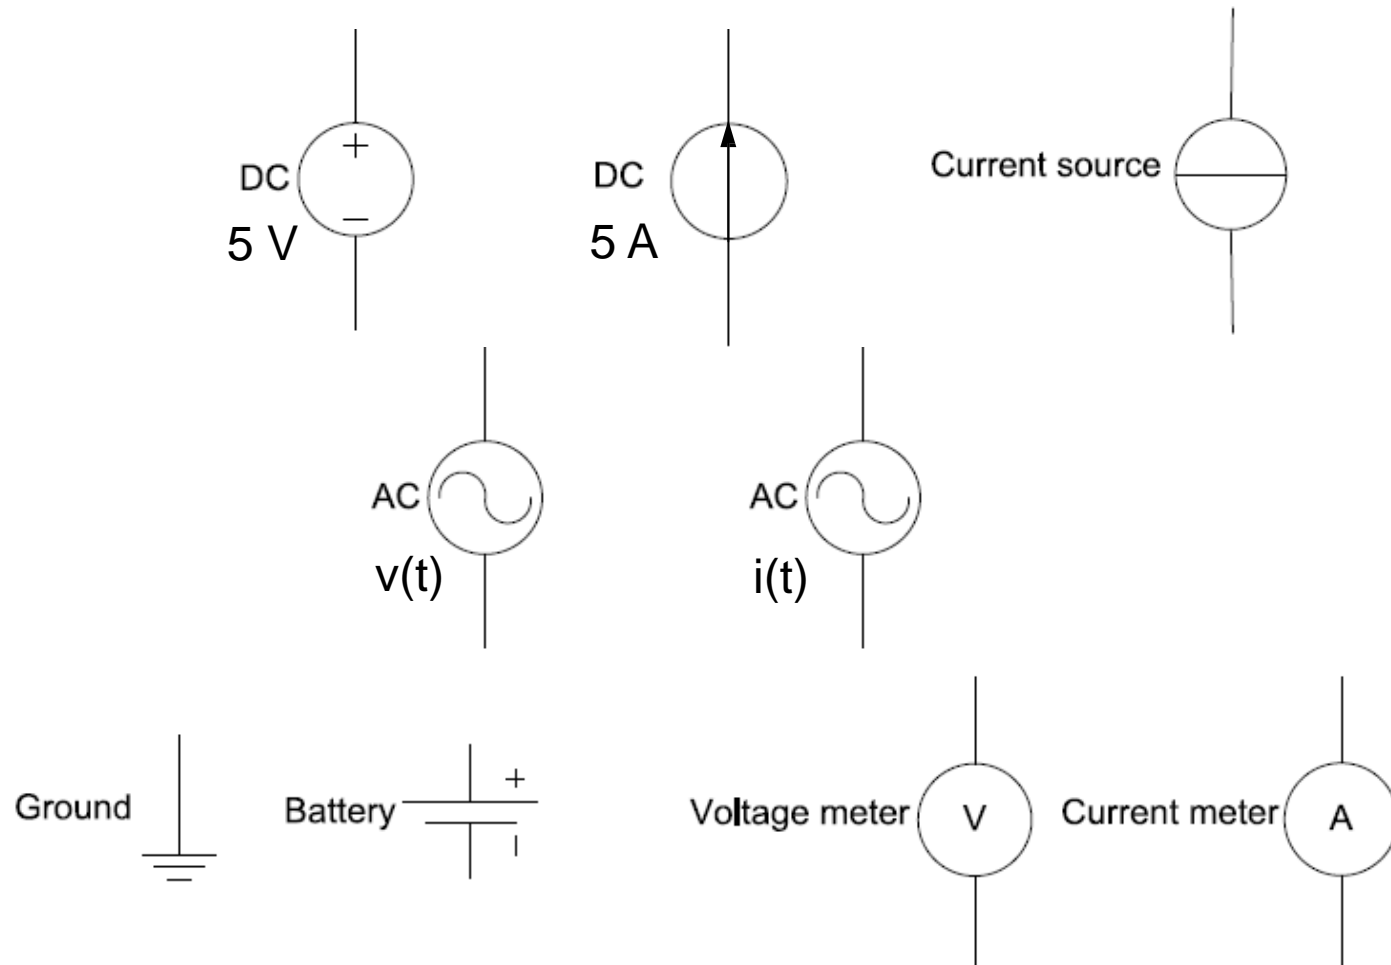 DC
+
−
5 V
DC
5 A
Current source
AC
v(t)
AC
i(t)
Ground
Battery
+
−
Voltage meter
V
Current meter
A